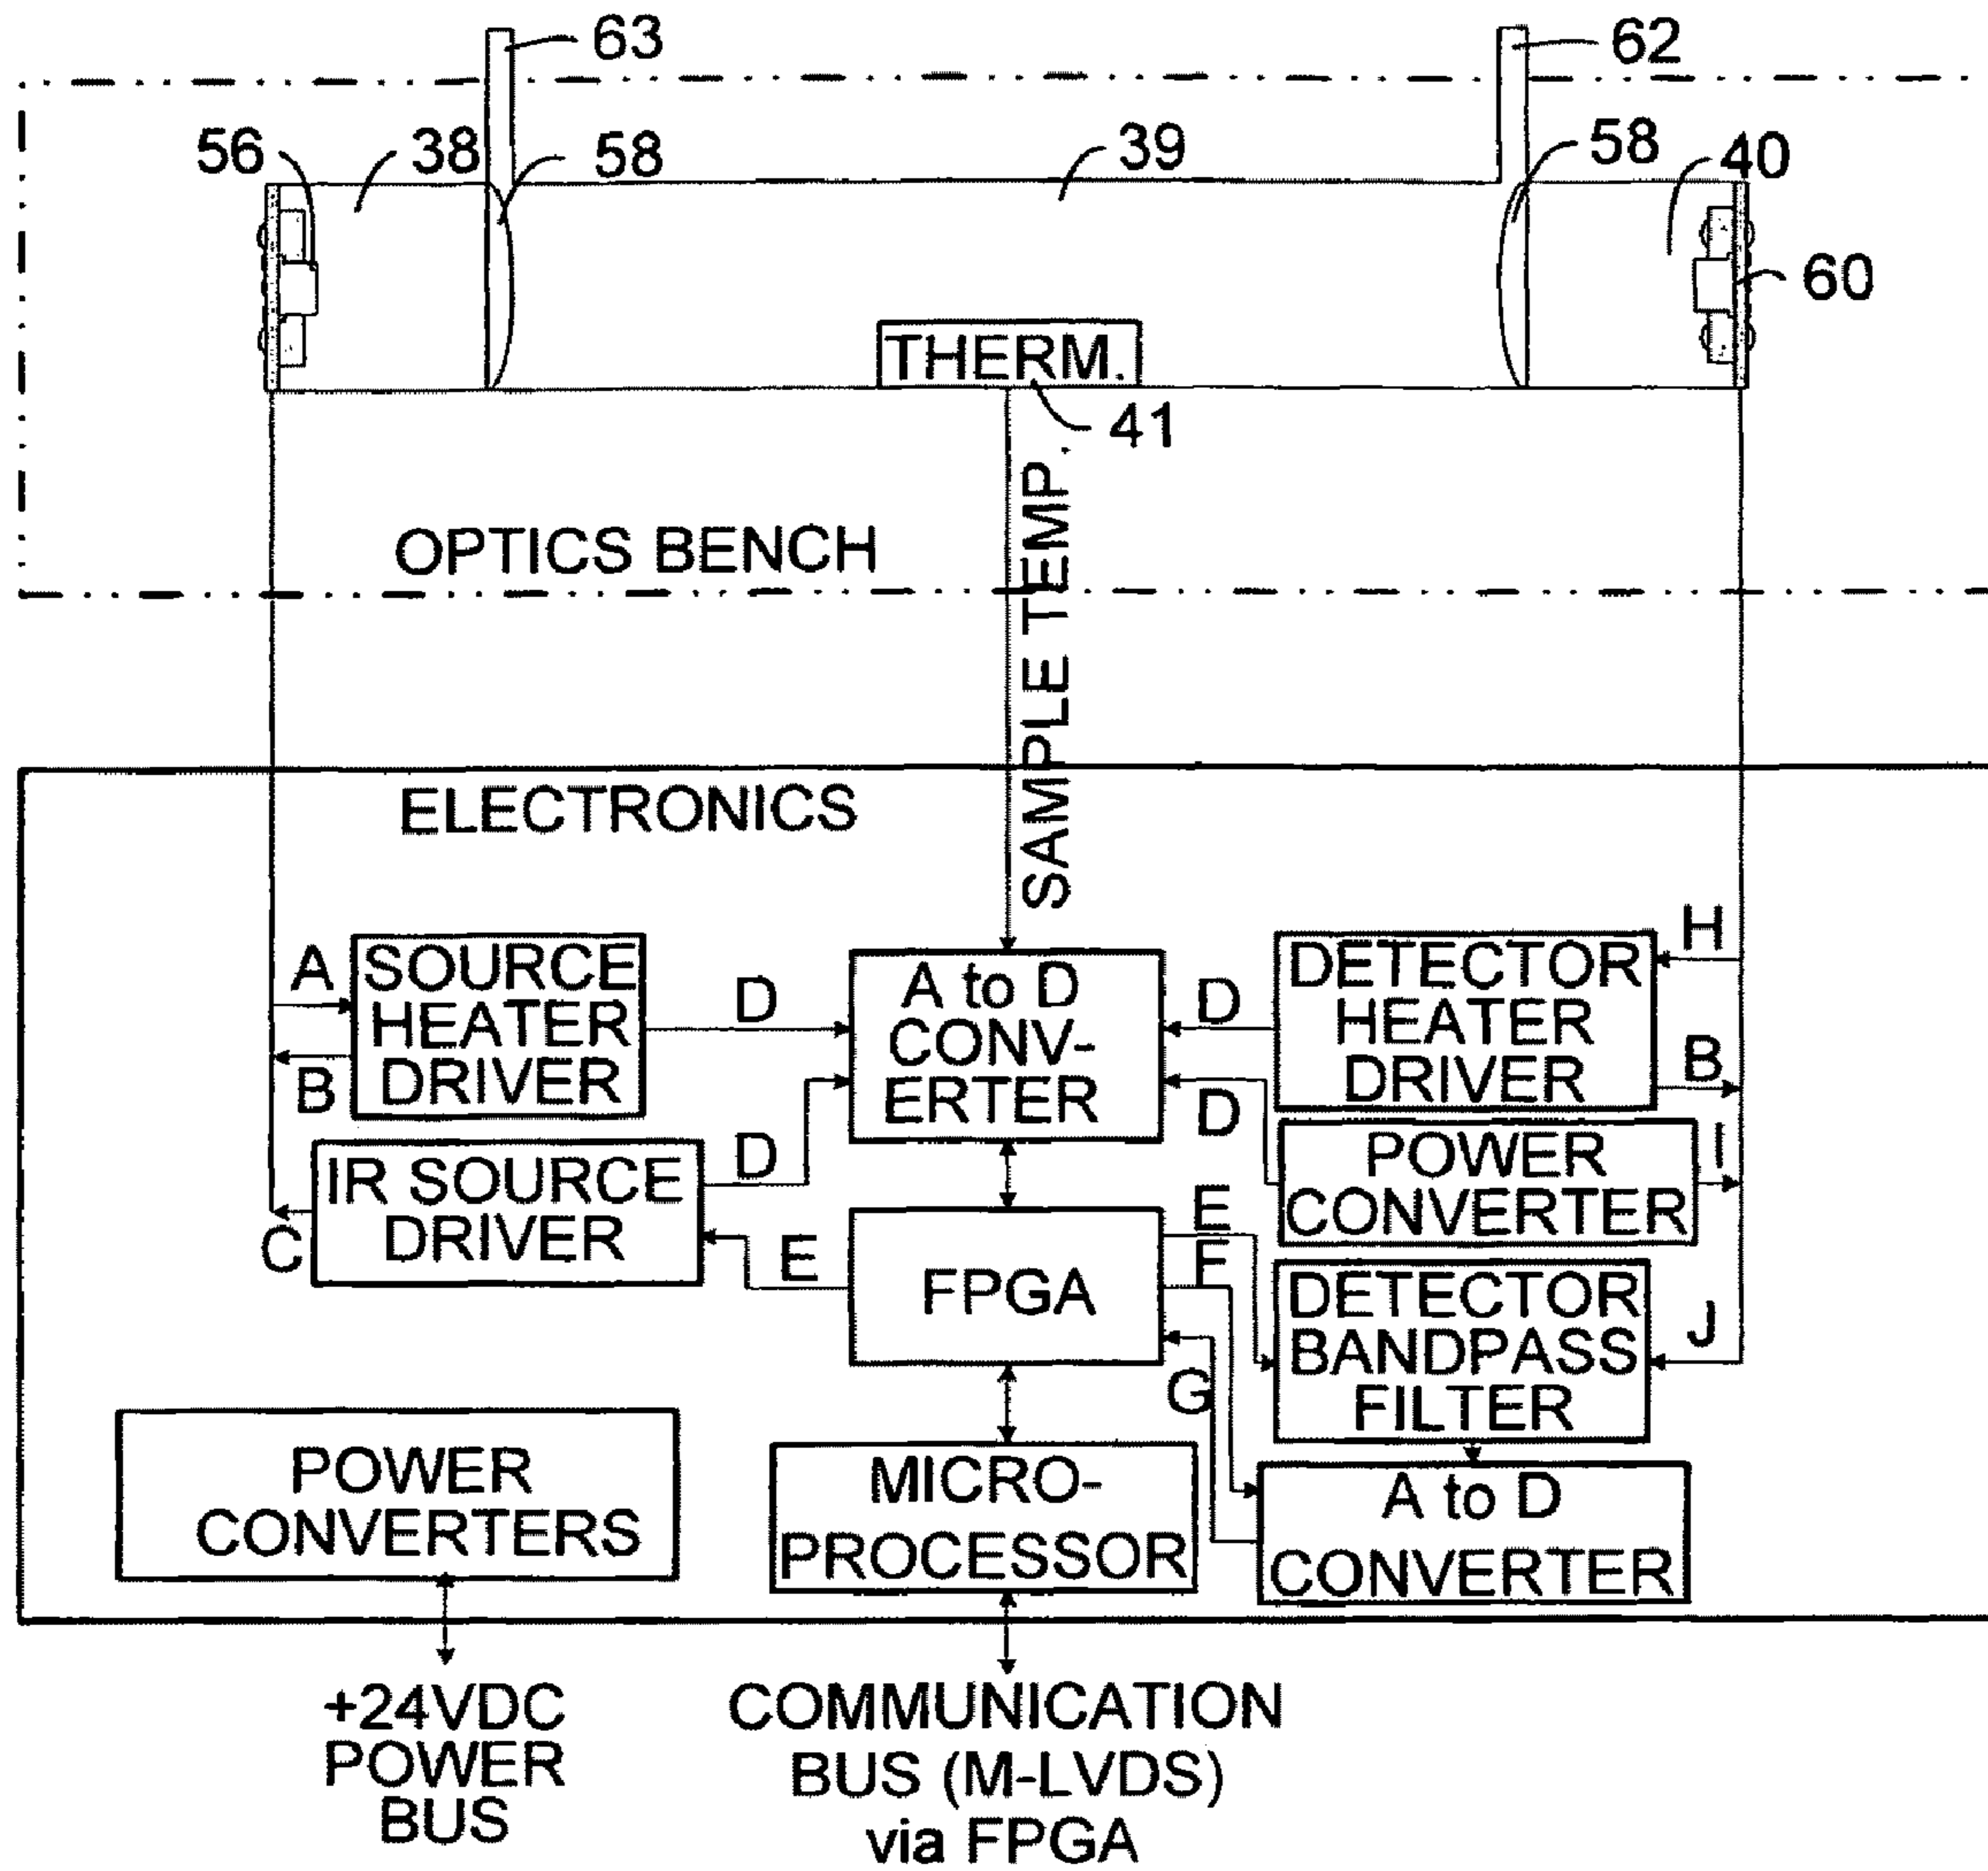 63
62
56
38
58
39
58
40
60
THERM.
41
OPTICS BENCH
SAMPLE TEMP.
ELECTRONICS
A
SOURCE
HEATER
DRIVER
B
D
A to D
CONV-
ERTER
D
DETECTOR
HEATER
DRIVER
H
B
IR SOURCE
DRIVER
C
D
D
POWER
CONVERTER
I
E
FPGA
E
F
G
DETECTOR
BANDPASS
FILTER
J
POWER
CONVERTERS
MICRO-
PROCESSOR
A to D
CONVERTER
+24VDC
POWER
BUS
COMMUNICATION
BUS (M-LVDS)
via FPGA